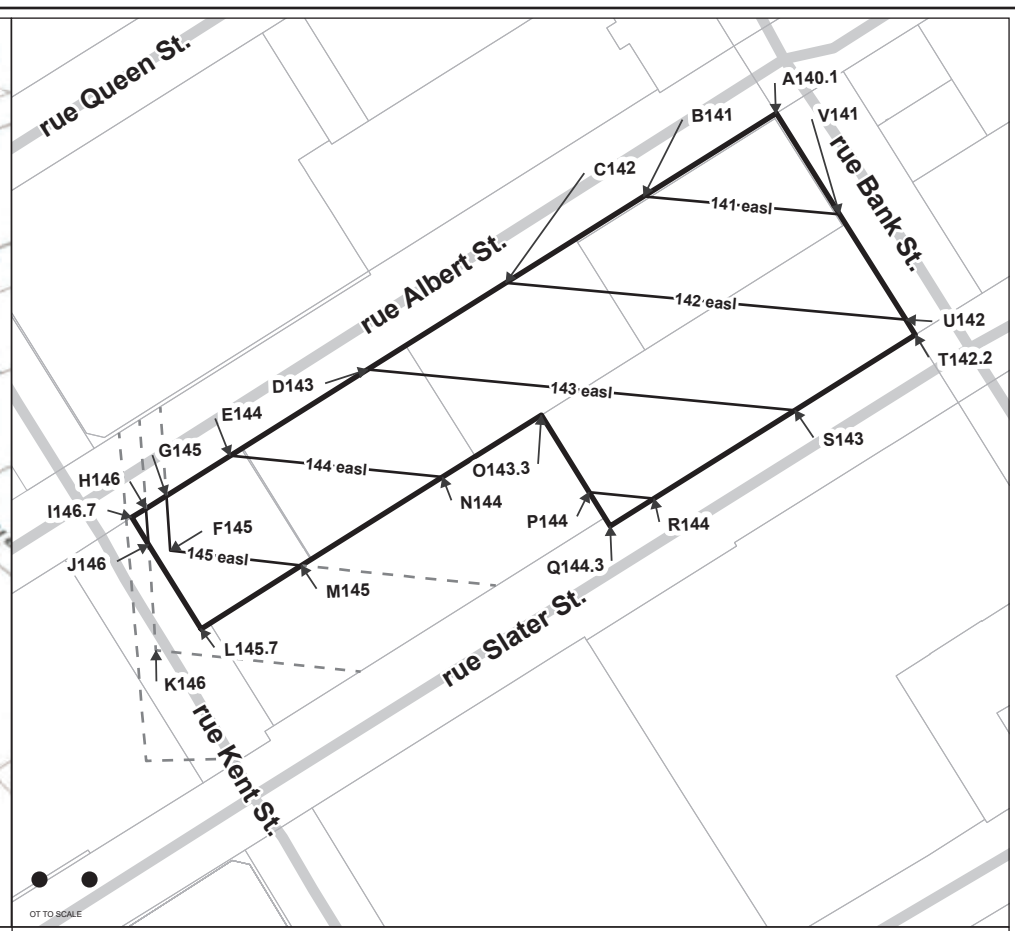 rue Queen St.
A140.1
B141
V141
C142
rue Bank St.
141 easl
rue Albert St.
142 easl
U142
T142.2
D143
143 easl
E144
S143
G145
144 easl
O143.3
H146
N144
I146.7
P144
R144
F145
J146
145 easl
Q144.3
M145
rue Slater St.
L145.7
K146
rue Kent St.
OT TO SCALE